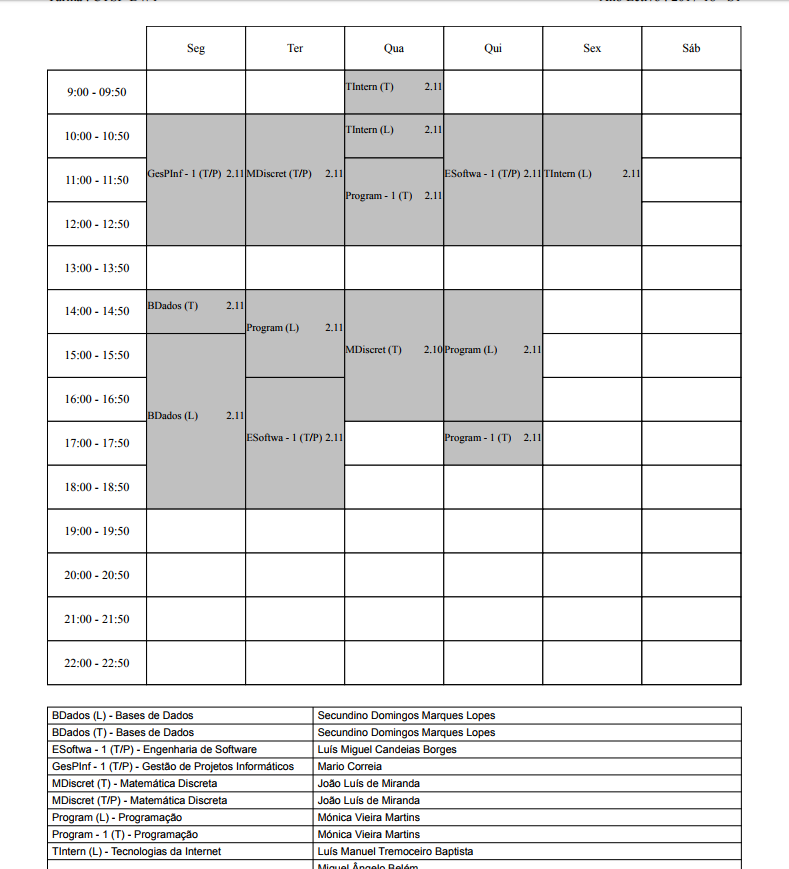 Seg Ter Qua Qui Sex Sáb
9:00 - 09:50 TIntern (T) 2.11
10:00 - 10:50 TIntern (L) 2.11
11:00 - 11:50 GesPInf - 1 (T/P) 2.11 MDiscret (T/P) 2.11 ESoftwa - 1 (T/P) 2.11 TIntern (L) 2.11
Program - 1 (T) 2.11
12:00 - 12:50
13:00 - 13:50
14:00 - 14:50 BDados (T) 2.11
Program (L) 2.11
15:00 - 15:50 MDiscret (T) 2.10 Program (L) 2.11
16:00 - 16:50
BDados (L) 2.11
17:00 - 17:50 ESoftwa - 1 (T/P) 2.11 Program - 1 (T) 2.11
18:00 - 18:50
19:00 - 19:50
20:00 - 20:50
21:00 - 21:50
22:00 - 22:50
BDados (L) - Bases de Dados Secundino Domingos Marques Lopes
BDados (T) - Bases de Dados Secundino Domingos Marques Lopes
ESoftwa - 1 (T/P) - Engenharia de Software Luís Miguel Candeias Borges
GesPInf - 1 (T/P) - Gestão de Projetos Informáticos Mario Correia
MDiscret (T) - Matemática Discreta João Luís de Miranda
MDiscret (T/P) - Matemática Discreta João Luís de Miranda
Program (L) - Programação Mónica Vieira Martins
Program - 1 (T) - Programação Mónica Vieira Martins
TIntern (L) - Tecnologias da Internet Luís Manuel Tremoceiro Baptista
Miguel Ângelo Belém